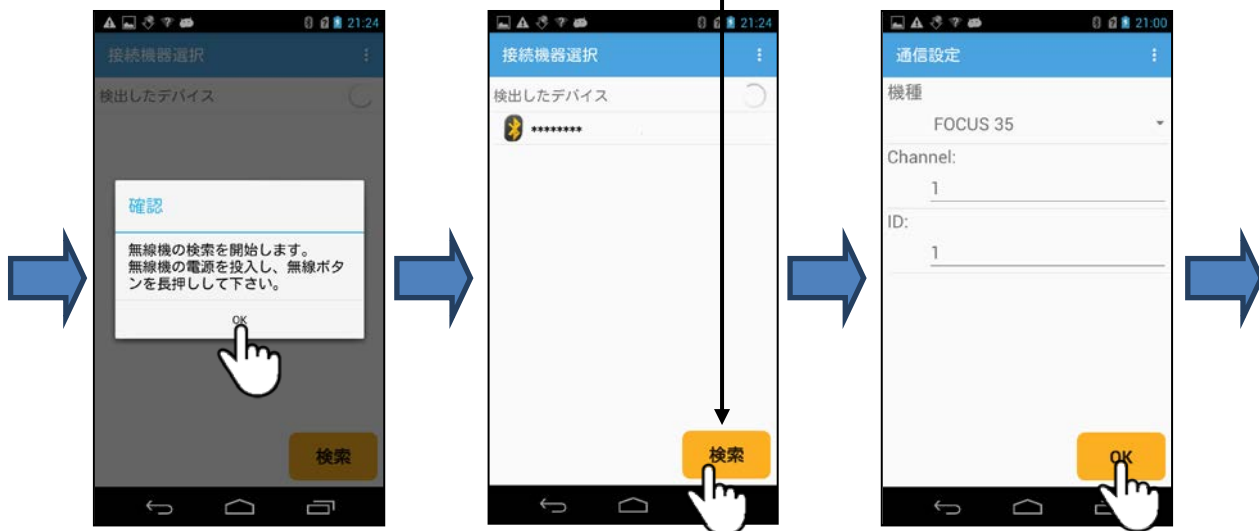 21:24
接続機器選択
検出したデバイス
確認
無線機の検索を開始します。
無線機の電源を投入し、無線ボタ
ンを長押しして下さい。
OK
検索
21:24
接続機器選択
検出したデバイス
********
検索
21:00
通信設定
機種
FOCUS 35
Channel:
1
ID:
1
OK